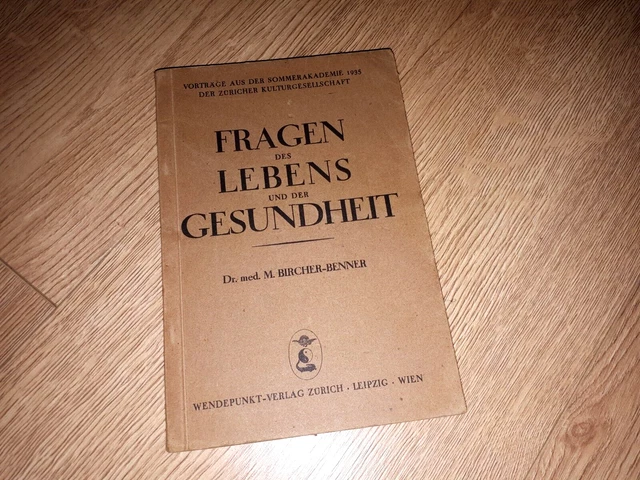 VORTRÄGE AUS DER SOMMERAKADEMIE 1935
DER ZÜRICHER KULTURGESELLSCHAFT
FRAGEN
DES
LEBENS
UND DER
GESUNDHEIT
Dr. med. M. BIRCHER-BENNER
WENDEPUNKT-VERLAG ZÜRICH · LEIPZIG · WIEN